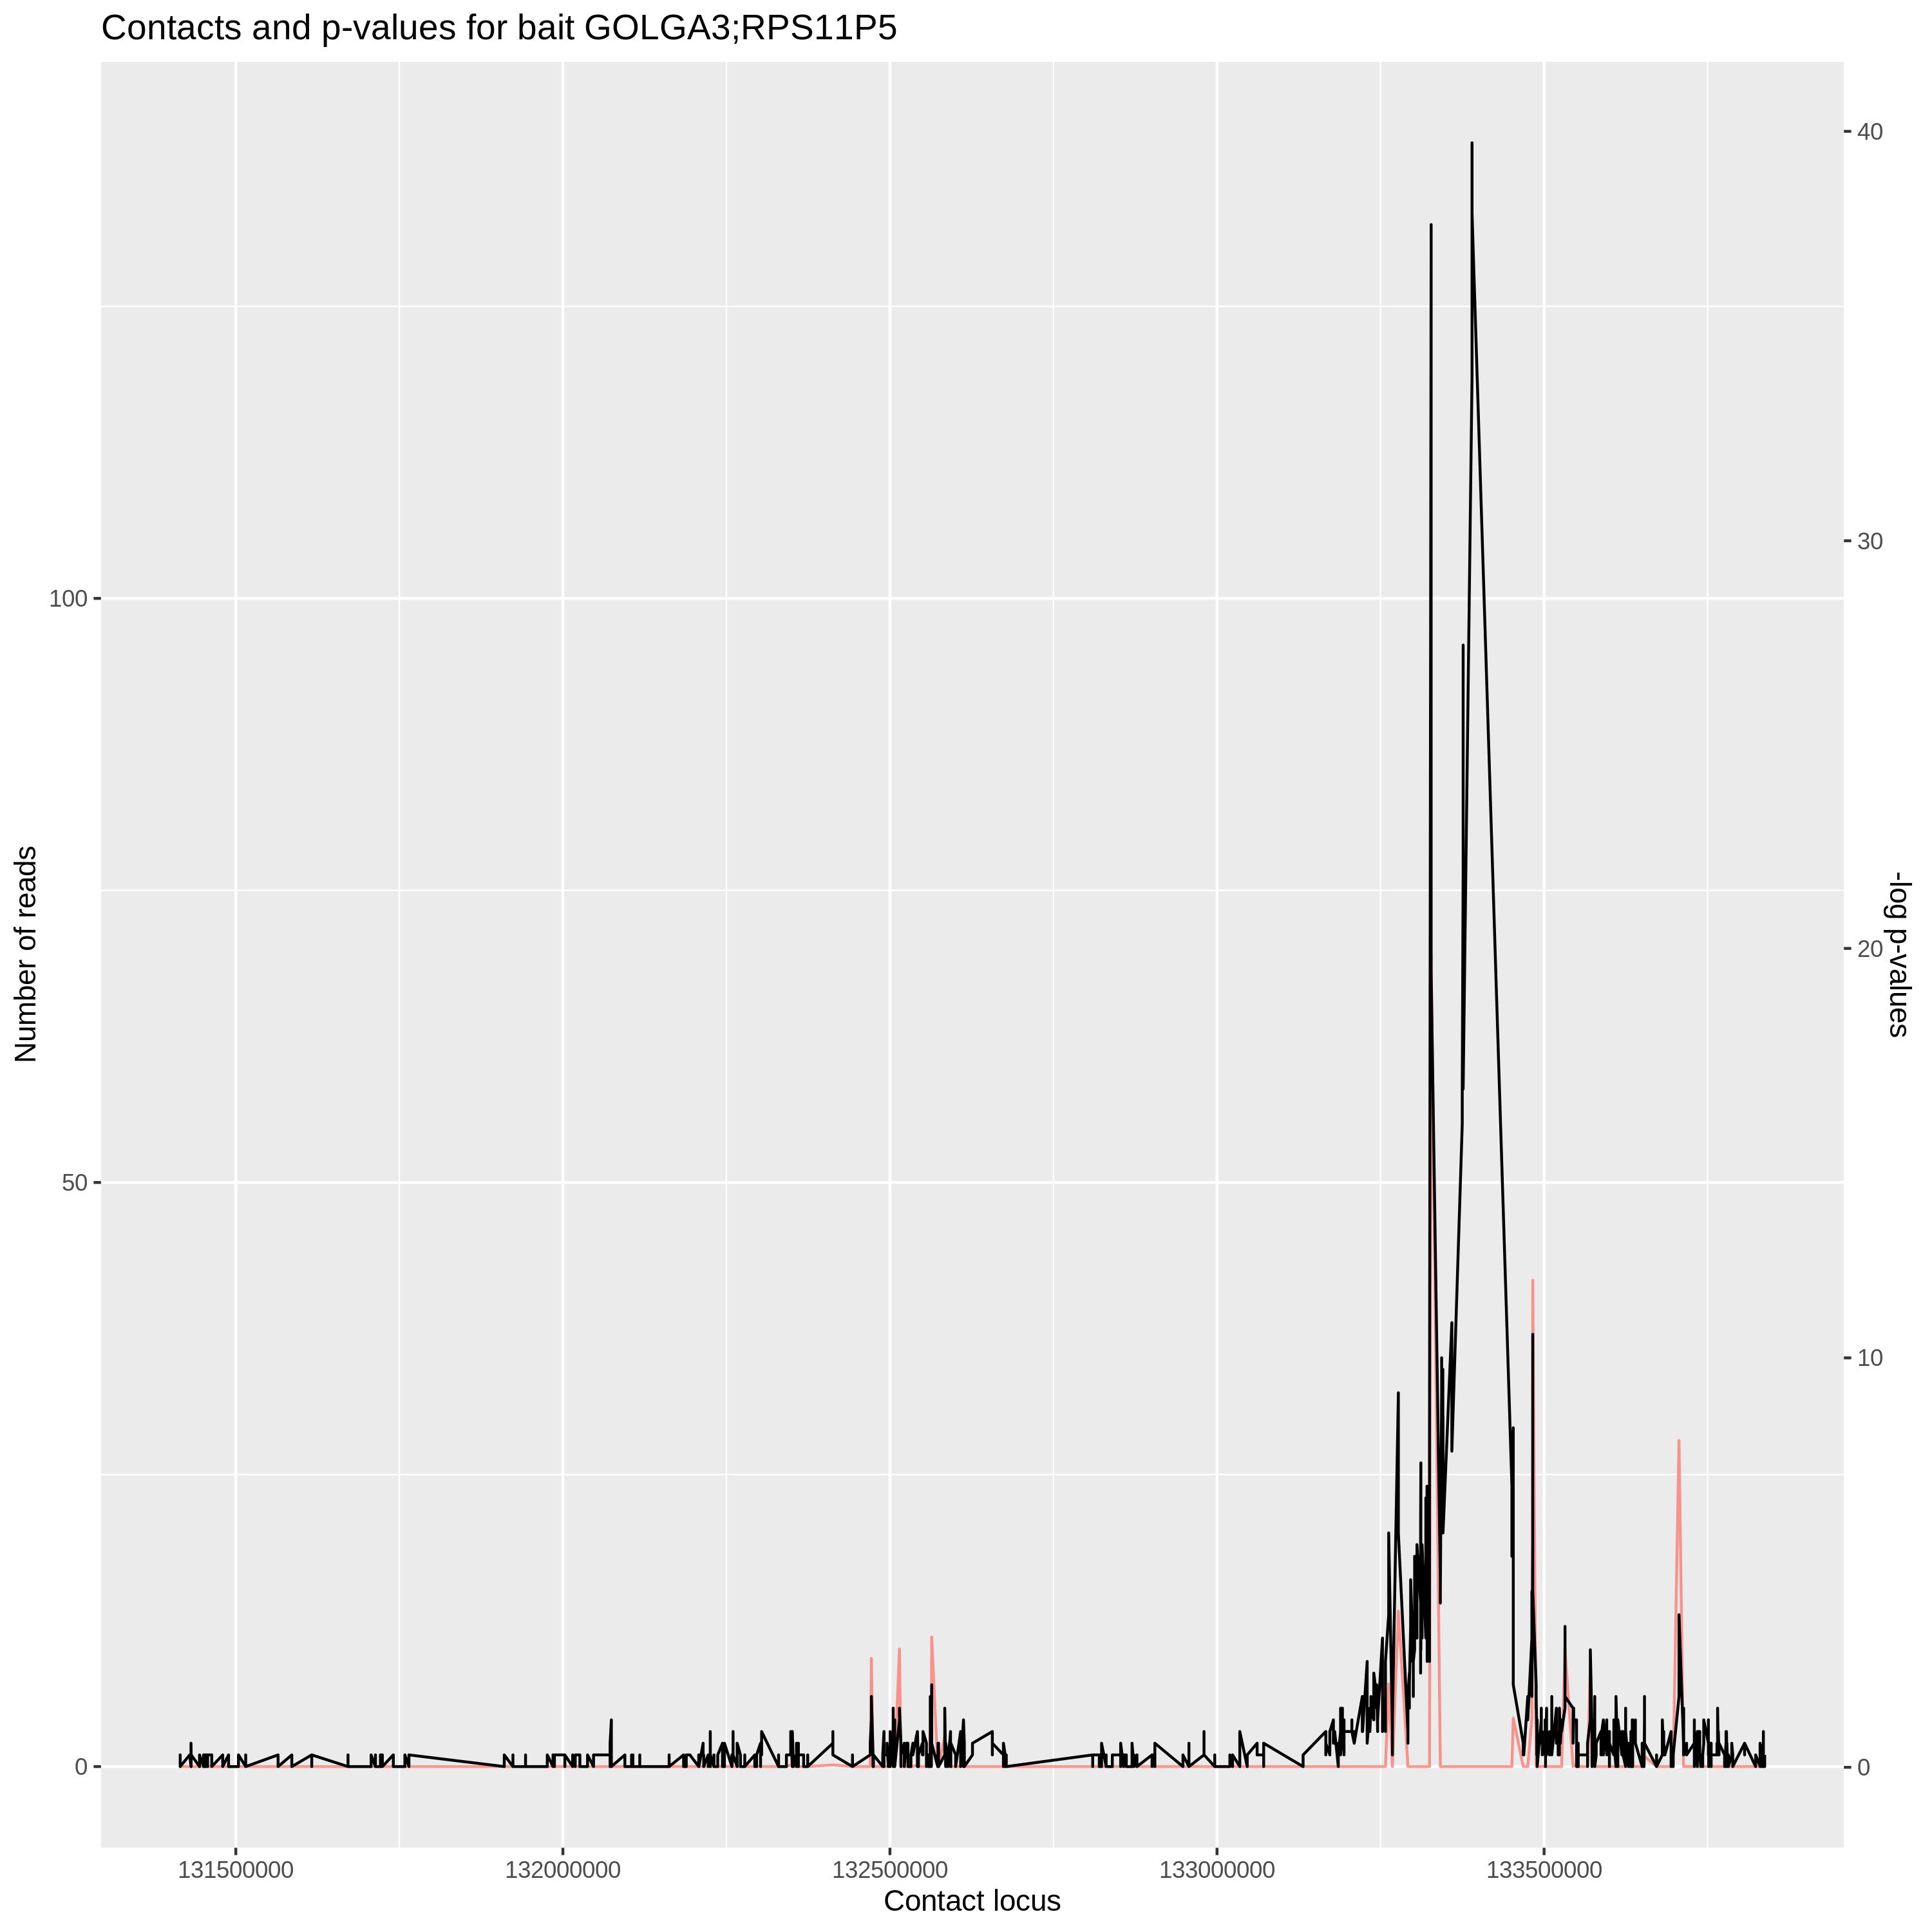 Contacts and p-values for bait GOLGA3;RPS11P5
40
30
100
20
50
10
0
0
Number of reads
-log p-values
131500000 132000000 132500000 133000000 133500000
Contact locus